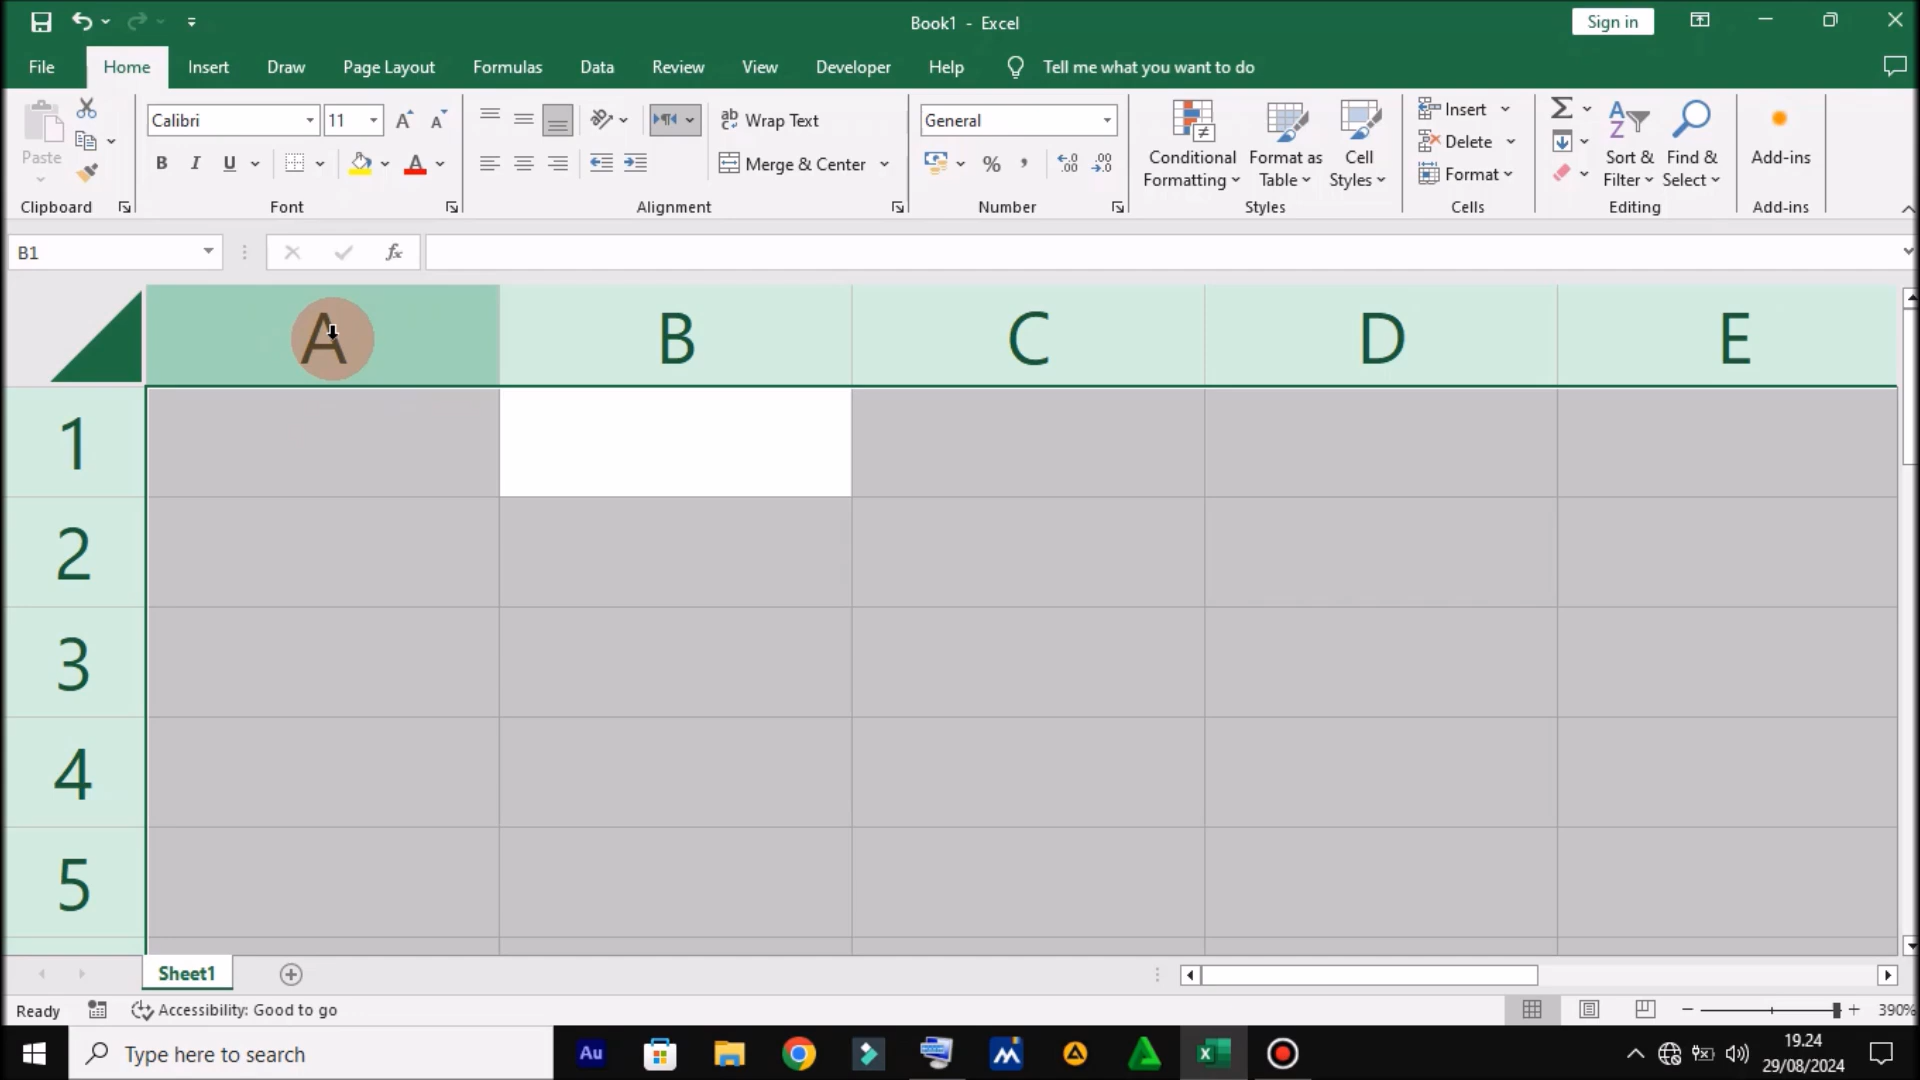 Book1 - Excel
Sign in
File Home Insert Draw Page Layout Formulas Data Review View Developer Help Tell me what you want to do
Paste
Clipboard
Calibri 11
B I U A
Font
Wrap Text
Merge & Center
Alignment
General
% ,
Number
Conditional Formatting
Format as Table
Cell Styles
Styles
Insert
Delete
Format
Cells
Sort & Filter
Find & Select
Editing
Add-ins
Add-ins
B1
fx
A B C D E
1
2
3
4
5
Sheet1
Ready
Accessibility: Good to go
390%
Type here to search
Au
19.24
29/08/2024